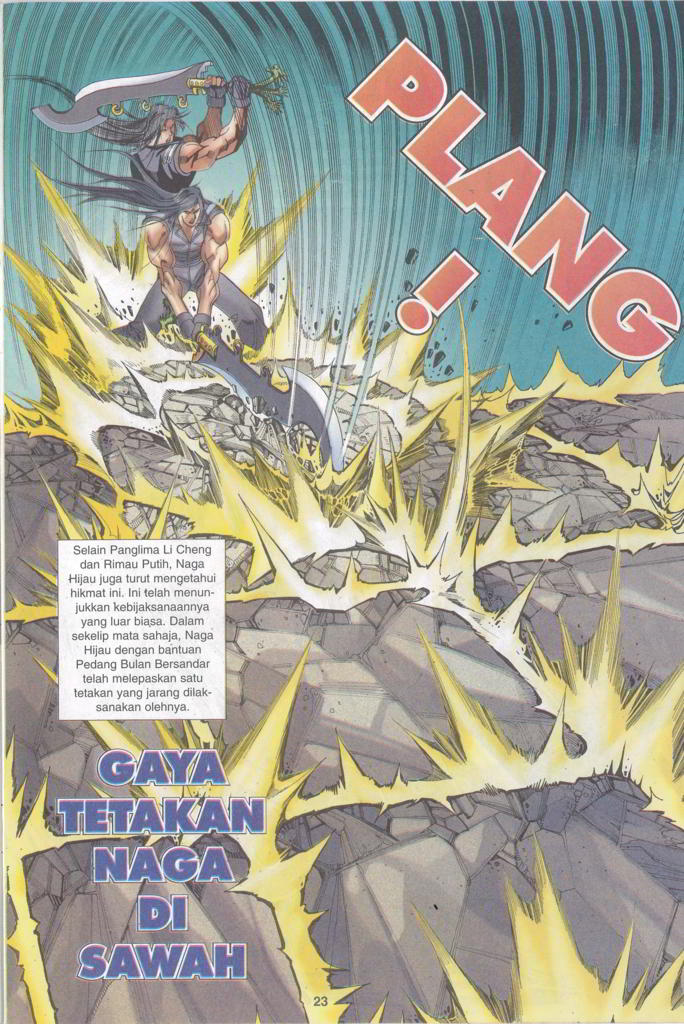 PLANG!
Selain Panglima Li Cheng
dan Rimau Putih, Naga
Hijau juga turut mengetahui
hikmat ini. Ini telah menun-
jukkan kebijaksanaannya
yang luar biasa. Dalam
sekelip mata sahaja, Naga
Hijau dengan bantuan
Pedang Bulan Bersandar
telah melepaskan satu
tetakan yang jarang dilak-
sanakan olehnya.
GAYA
TETAKAN
NAGA
DI
SAWAH
23